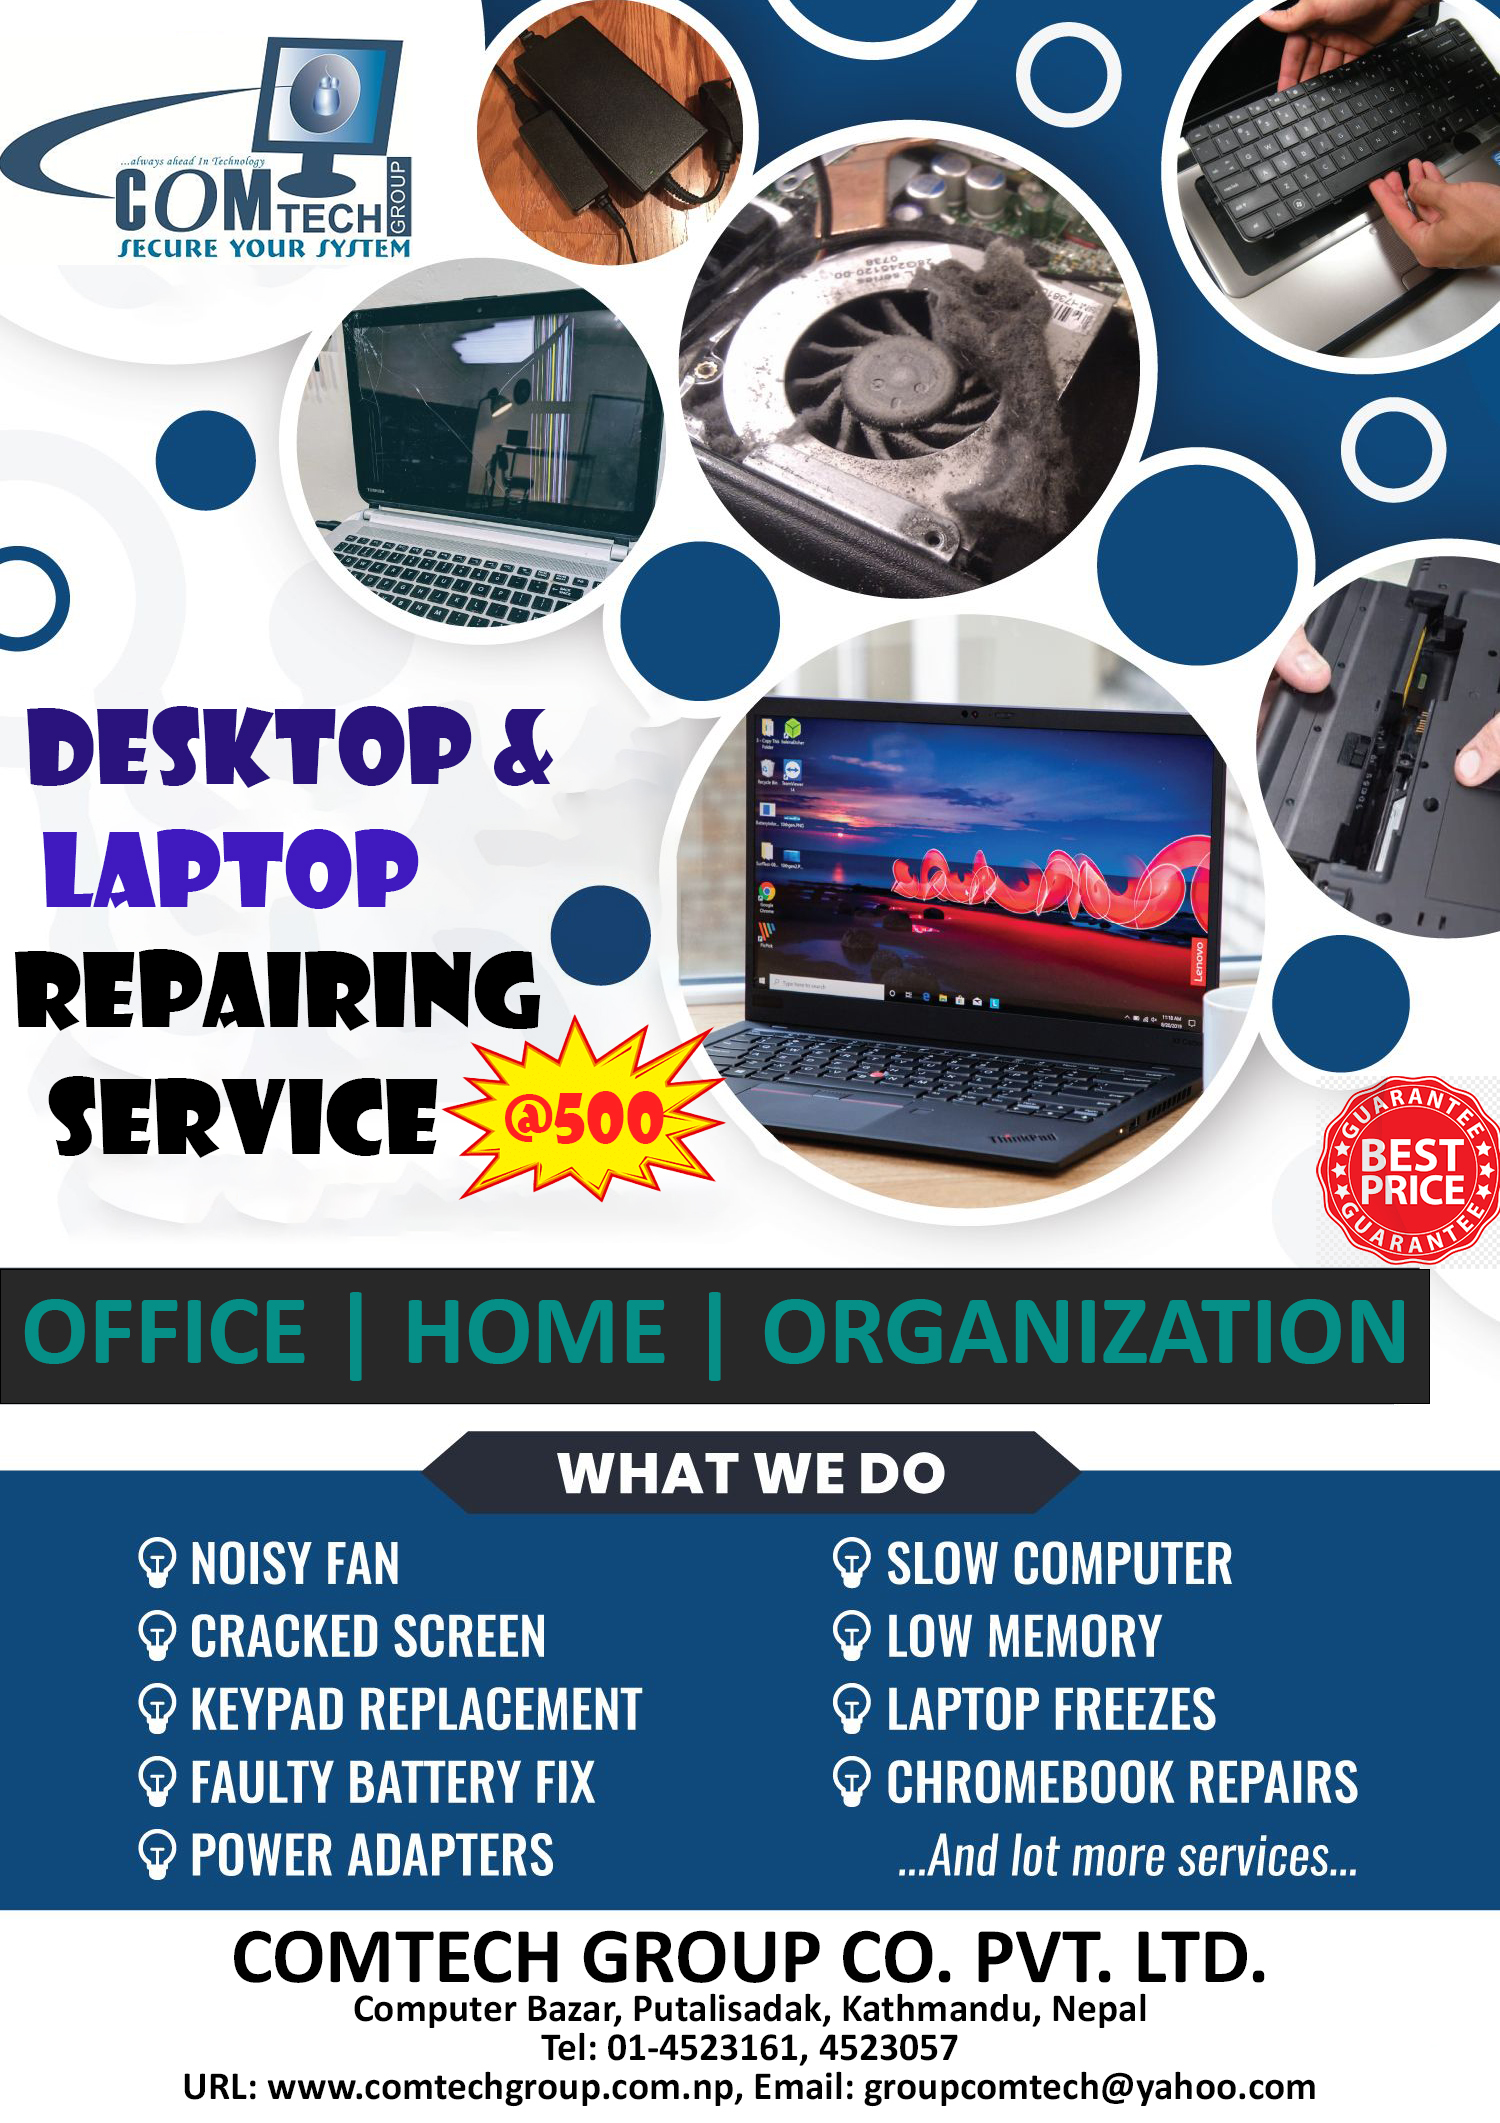 ...always ahead In Technology
COMTECH GROUP
SECURE YOUR SYSTEM
TOSHIBA
DESKTOP &
LAPTOP
REPAIRING
SERVICE
@500
Lenovo
ThinkPad
GUARANTEE
BEST
PRICE
GUARANTEE
OFFICE | HOME | ORGANIZATION
WHAT WE DO
NOISY FAN
CRACKED SCREEN
KEYPAD REPLACEMENT
FAULTY BATTERY FIX
POWER ADAPTERS
SLOW COMPUTER
LOW MEMORY
LAPTOP FREEZES
CHROMEBOOK REPAIRS
...And lot more services...
COMTECH GROUP CO. PVT. LTD.
Computer Bazar, Putalisadak, Kathmandu, Nepal
Tel: 01-4523161, 4523057
URL: www.comtechgroup.com.np, Email: groupcomtech@yahoo.com